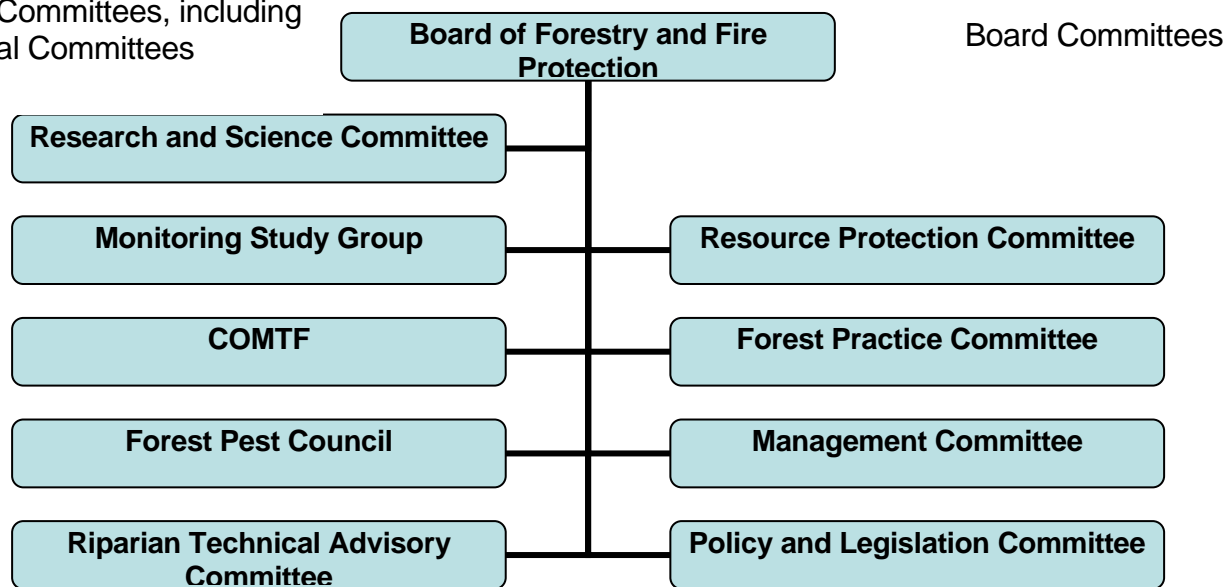 Committees, including
al Committees
Board of Forestry and Fire
Protection
Board Committees
Research and Science Committee
Monitoring Study Group
Resource Protection Committee
COMTF
Forest Practice Committee
Forest Pest Council
Management Committee
Riparian Technical Advisory
Committee
Policy and Legislation Committee